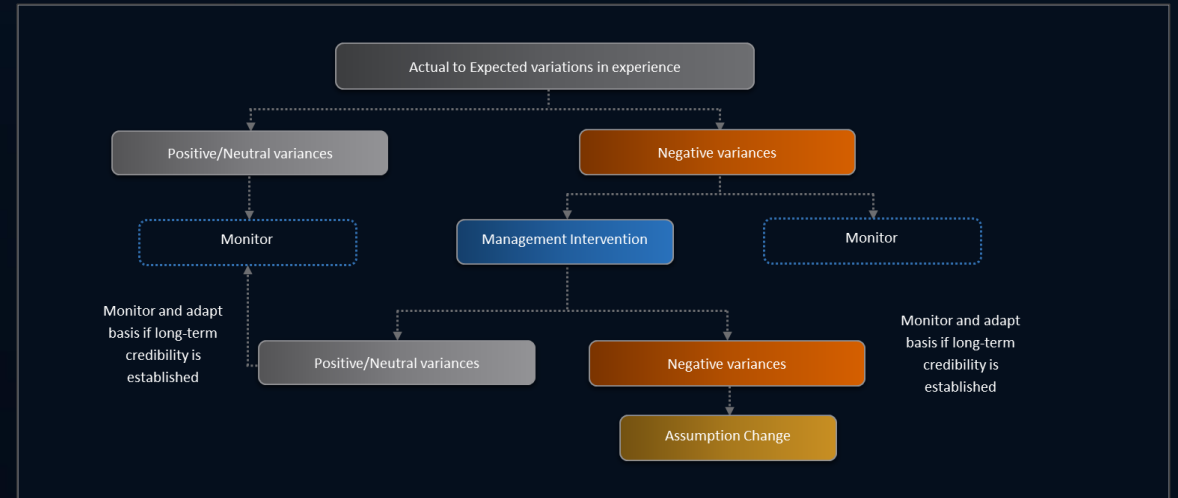 Actual to Expected variations in experience
Positive/Neutral variances
Negative variances
Monitor
Management Intervention
Monitor
Monitor and adapt
basis if long-term
credibility is
established
Positive/Neutral variances
Negative variances
Monitor and adapt
basis if long-term
credibility is
established
Assumption Change